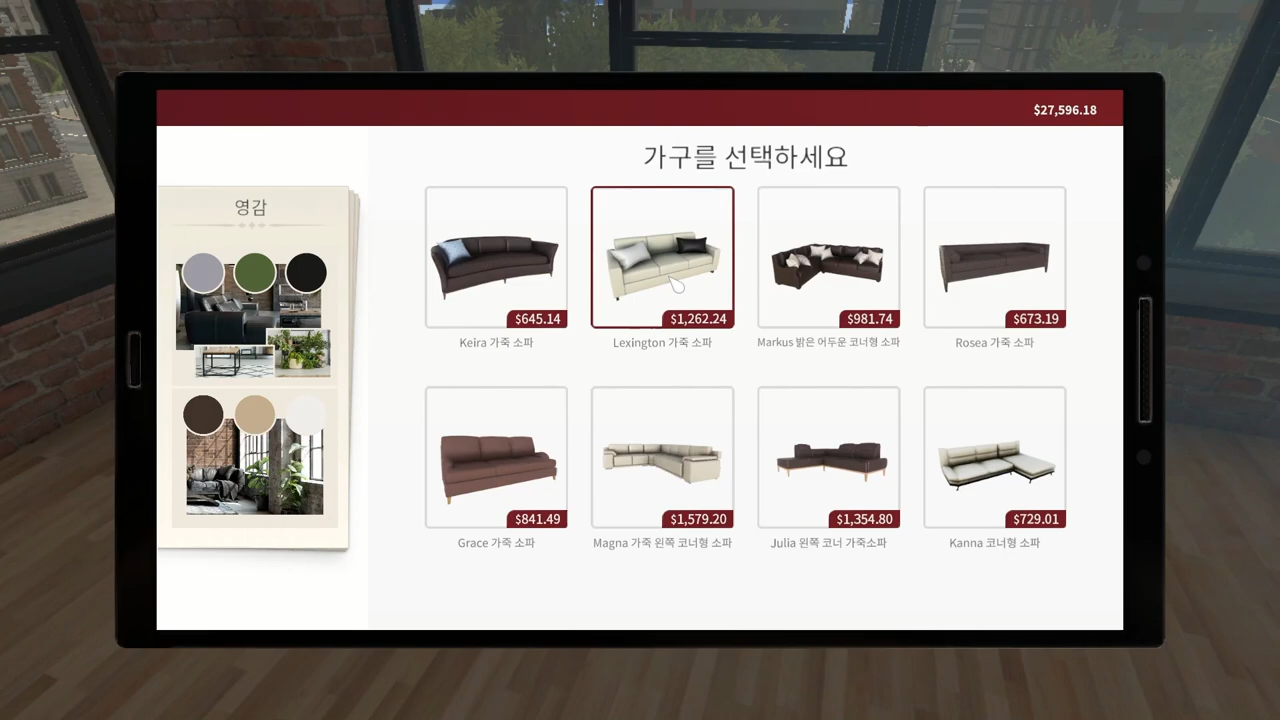 $27,596.18
가구를 선택하세요
영감
$645.14
$1,262.24
$981.74
$673.19
Keira 가죽 소파
Lexington 가죽 소파
Markus 밝은 어두운 코너형 소파
Rosea 가죽 소파
$841.49
$1,579.20
$1,354.80
$729.01
Grace 가죽 소파
Magna 가죽 왼쪽 코너형 소파
Julia 왼쪽 코너 가죽소파
Kanna 코너형 소파